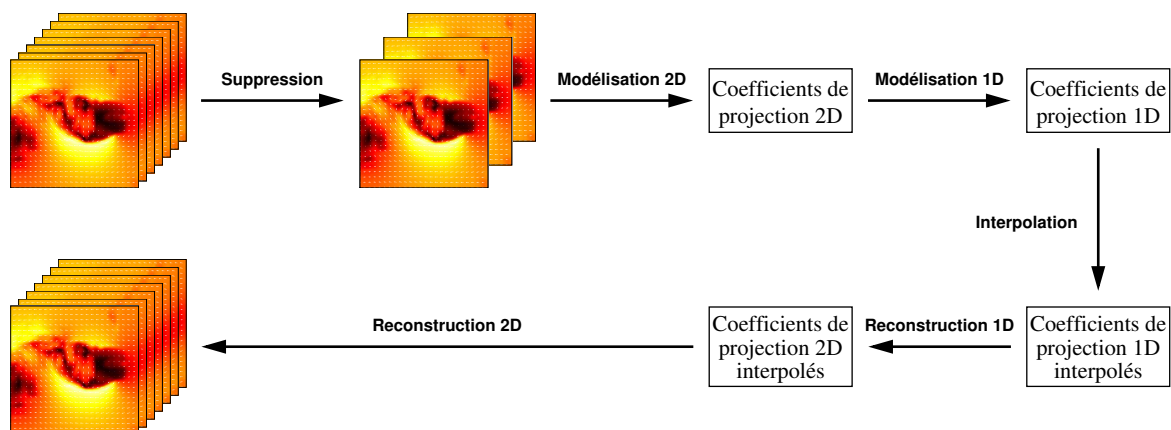 Suppression
Modélisation 2D
Coefficients de
projection 2D
Modélisation 1D
Coefficients de
projection 1D
Interpolation
Reconstruction 2D
Coefficients de
projection 2D
interpolés
Reconstruction 1D
Coefficients de
projection 1D
interpolés